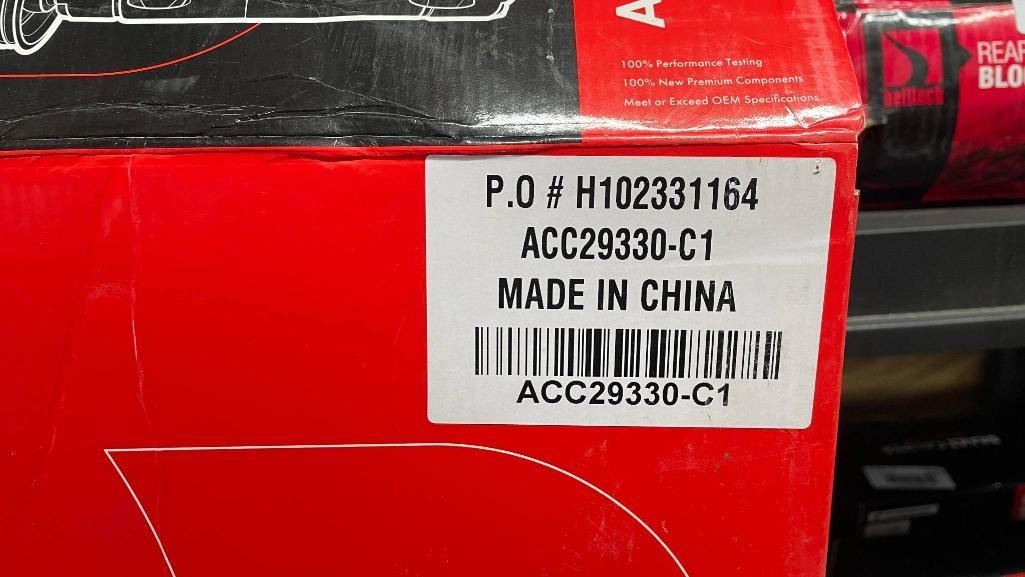 A
100% Performance Testing
100% New Premium Components
Meet or Exceed OEM Specifications
belltech
REAR
BLO
P.O # H102331164
ACC29330-C1
MADE IN CHINA
ACC29330-C1